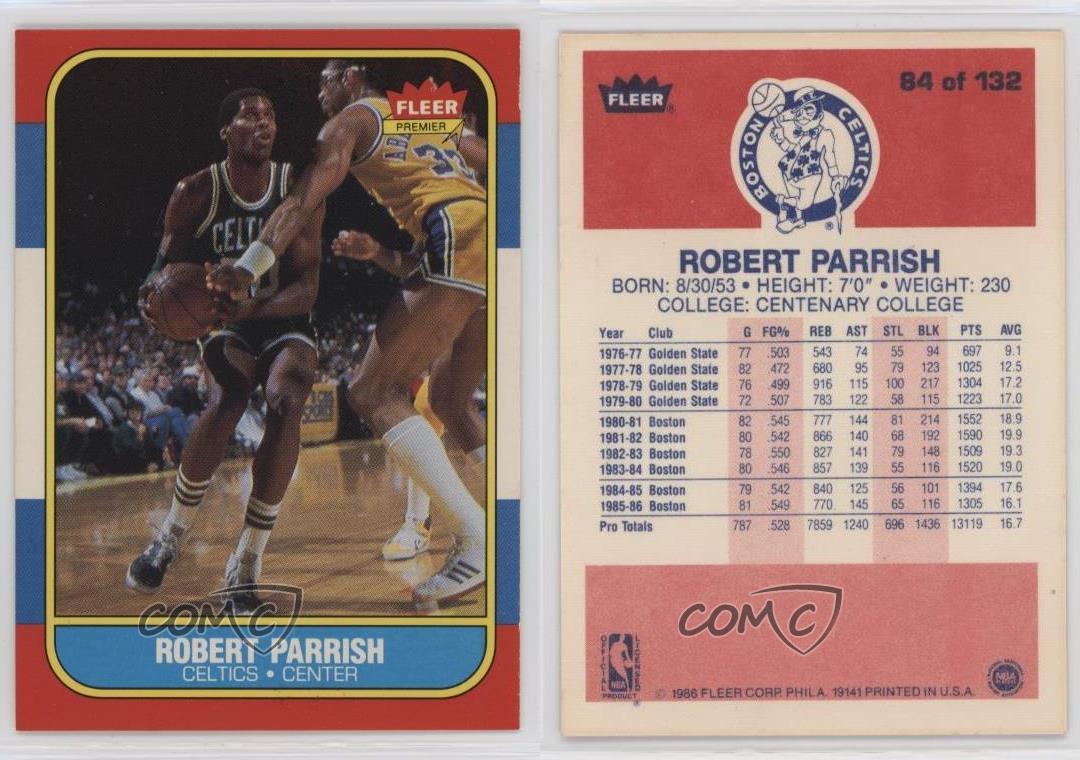 FLEER
PREMIER
CELTI
ROBERT PARRISH
CELTICS • CENTER
COMC
FLEER®
84 of 132
BOSTON CELTICS
®
ROBERT PARRISH
BORN: 8/30/53 • HEIGHT: 7'0" • WEIGHT: 230
COLLEGE: CENTENARY COLLEGE
Year Club G FG% REB AST STL BLK PTS AVG
1976-77 Golden State 77 .503 543 74 55 94 697 9.1
1977-78 Golden State 82 .472 680 95 79 123 1025 12.5
1978-79 Golden State 76 .499 916 115 100 217 1304 17.2
1979-80 Golden State 72 .507 783 122 58 115 1223 17.0
1980-81 Boston 82 .545 777 144 81 214 1552 18.9
1981-82 Boston 80 .542 866 140 68 192 1590 19.9
1982-83 Boston 78 .550 827 141 79 148 1509 19.3
1983-84 Boston 80 .546 857 139 55 116 1520 19.0
1984-85 Boston 79 .542 840 125 56 101 1394 17.6
1985-86 Boston 81 .549 770 145 65 116 1305 16.1
Pro Totals 787 .528 7859 1240 696 1436 13119 16.7
COMC
OFFICIAL LICENSED
NBA
PRODUCT
© 1986 FLEER CORP. PHILA. 19141 PRINTED IN U.S.A.
NBA